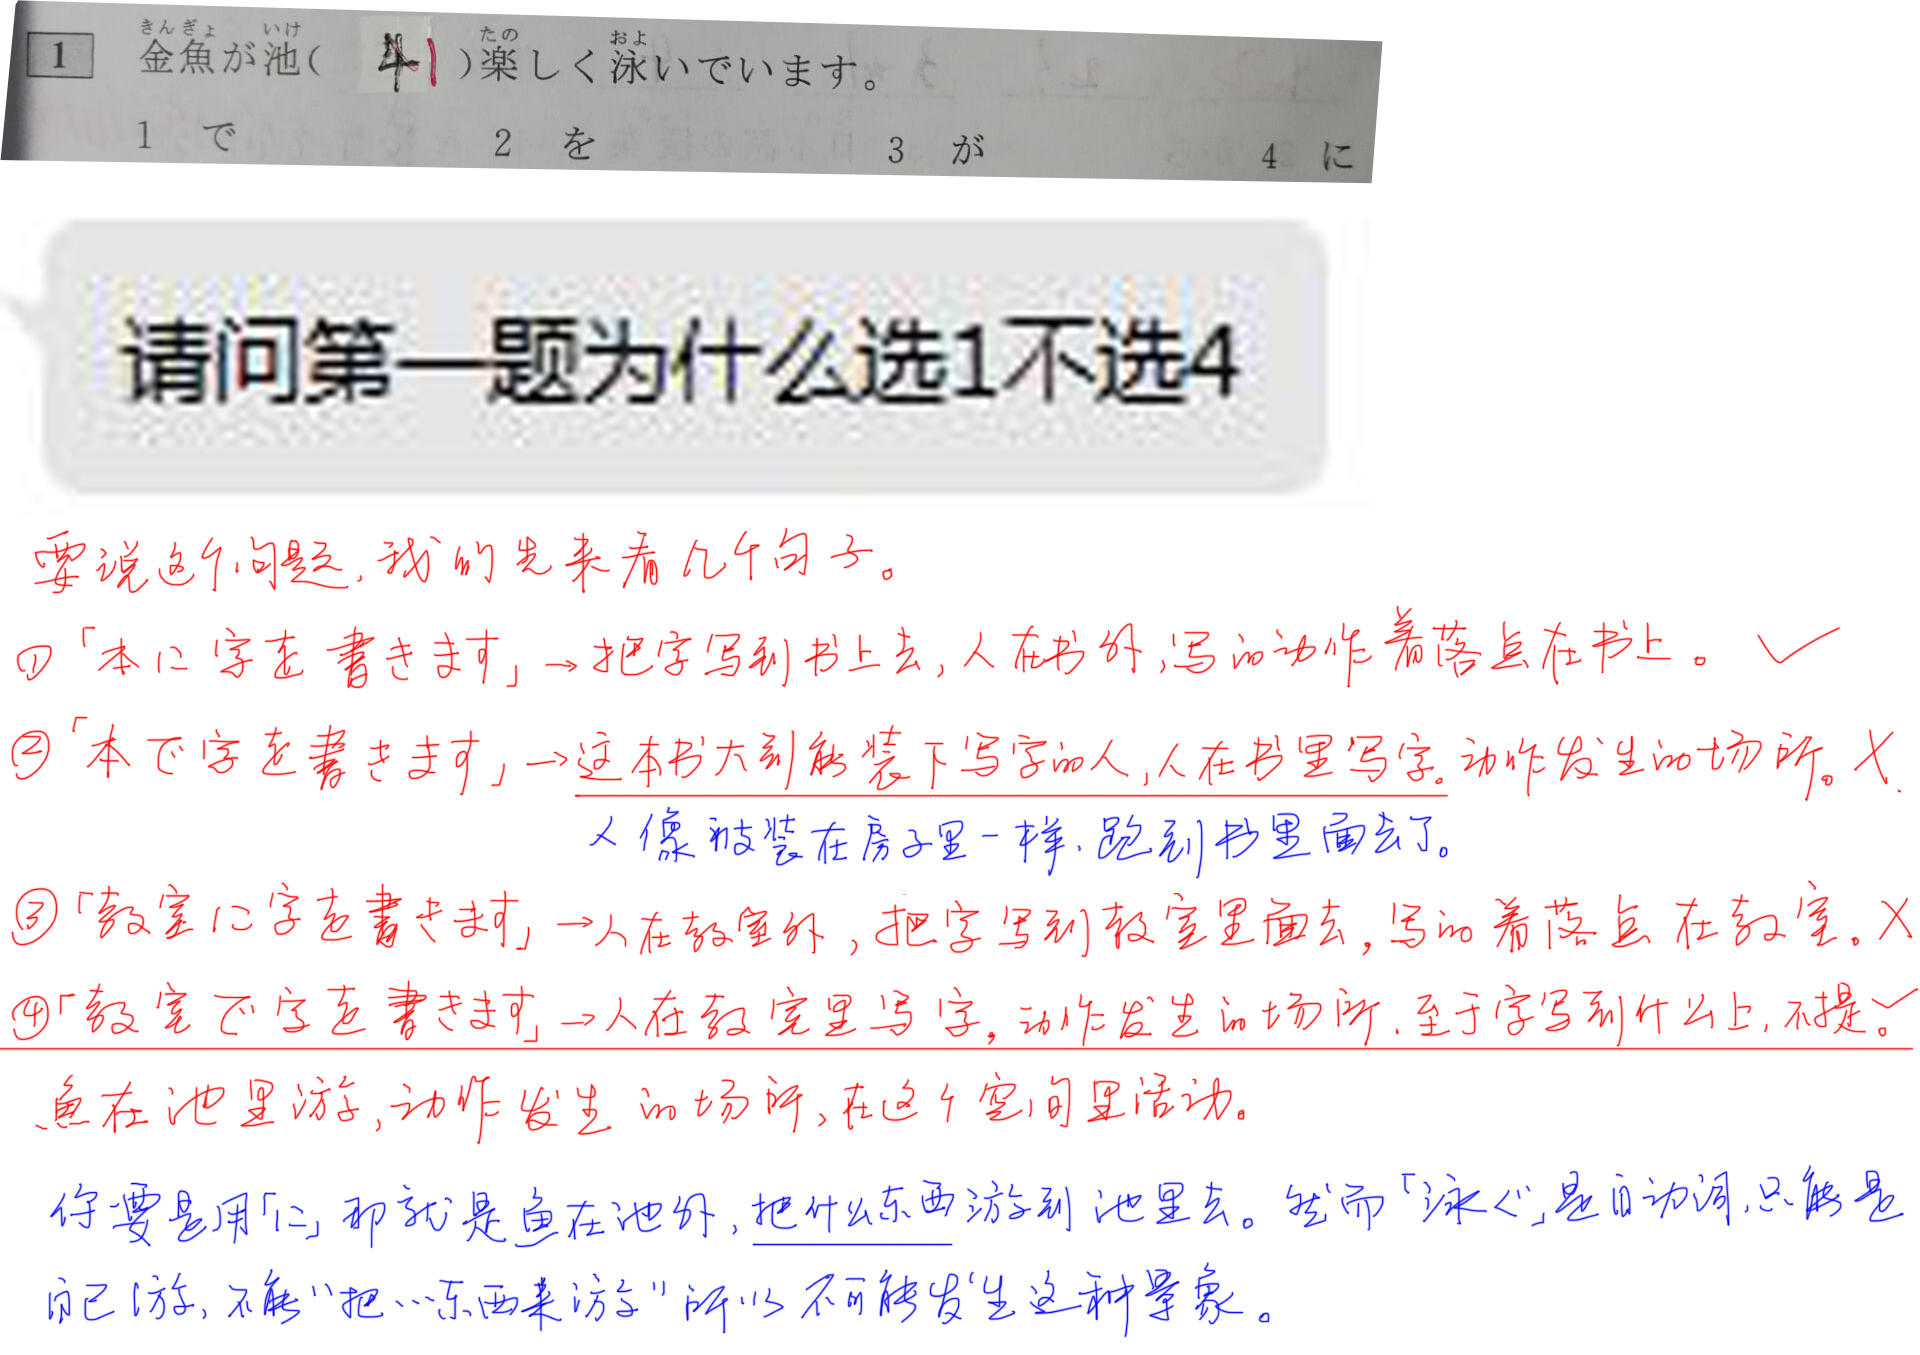 1 金魚が池( 41 )楽しく泳いでいます。
きんぎょ いけ たの およ
1 で 2 を 3 が 4 に
请问第一题为什么选1不选4
要说这个问题,我们先来看几个句子。
①「本に字を書きます」→把字写到书上去,人在书外,写的动作着落点在书上。✓
②「本で字を書きます」→这本书大到能装下写字的人,人在书里写字。动作发生的场所。X
人像被装在房子里一样,跑到书里面去了。
③「教室に字を書きます」→人在教室外,把字写到教室里面去,写的着落点在教室。X
④「教室で字を書きます」→人在教室里写字。动作发生的场所,至于字写到什么上,不提。✓
鱼在池里游,动作发生的场所,在这个空间里活动。
你要是用「に」那就是鱼在池外,把什么东西游到池里去。然而「泳ぐ」是自动词,只能是
自己游,不能"把…东西来游"所以不可能发生这种景象。